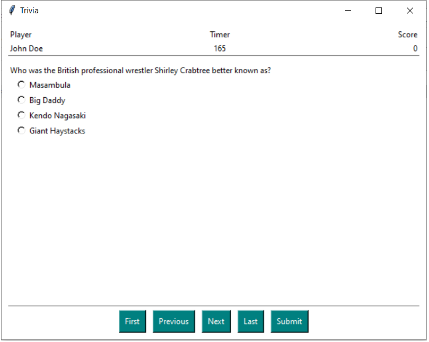 Trivia
Player Timer Score
John Doe 165 0
Who was the British professional wrestler Shirley Crabtree better known as?
Masambula
Big Daddy
Kendo Nagasaki
Giant Haystacks
First Previous Next Last Submit